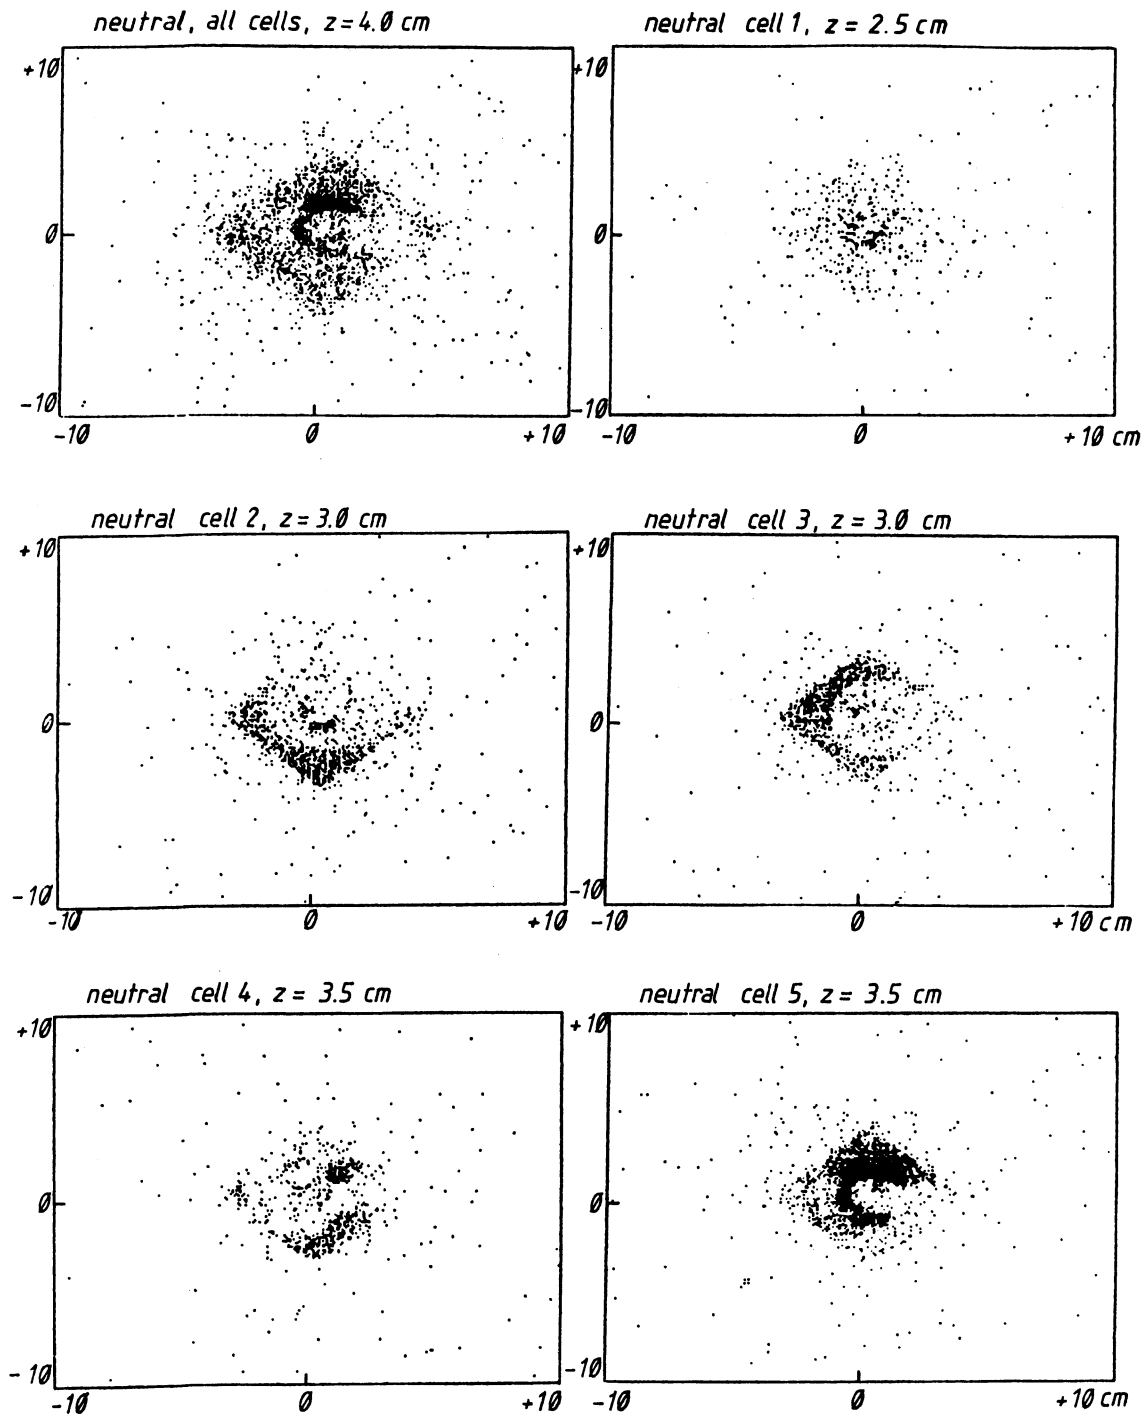 neutral, all cells, z=4.0 cm
neutral cell 1, z = 2.5 cm
+10
0
-10
-10 0 +10
+10
0
-10
-10 0 +10 cm
neutral cell 2, z = 3.0 cm
neutral cell 3, z = 3.0 cm
+10
0
-10
-10 0 +10
+10
0
-10
-10 0 +10 cm
neutral cell 4, z = 3.5 cm
neutral cell 5, z = 3.5 cm
+10
0
-10
-10 0 +10
+10
0
-10
-10 0 +10 cm